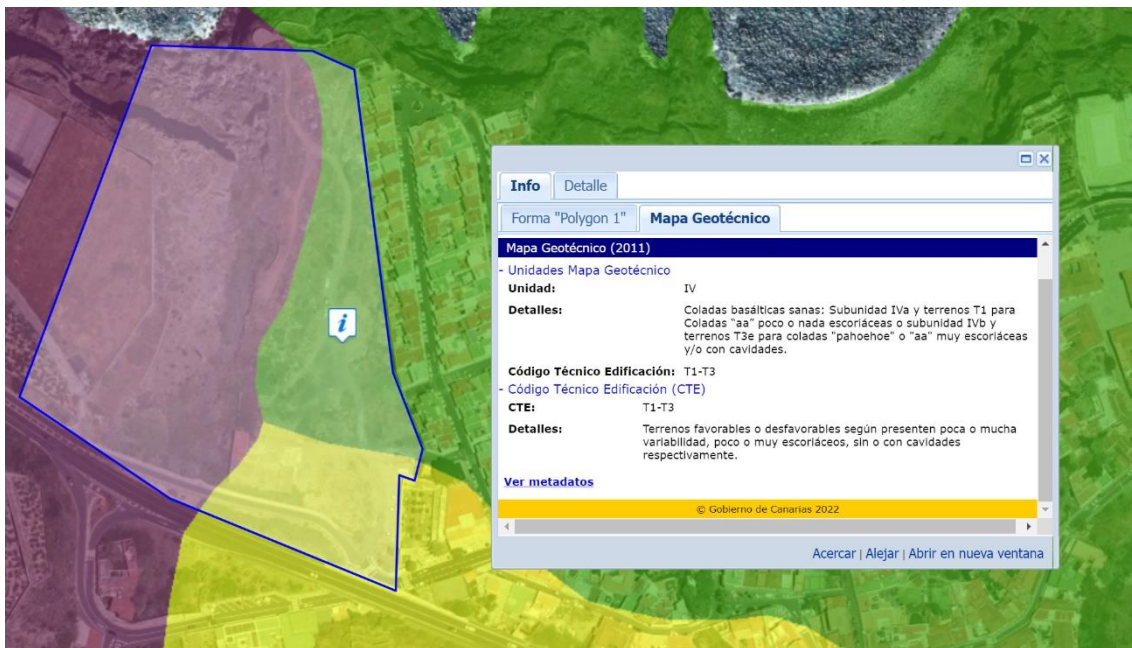 i
Info Detalle
Forma "Polygon 1" Mapa Geotécnico
Mapa Geotécnico (2011)
- Unidades Mapa Geotécnico
Unidad: IV
Detalles: Coladas basálticas sanas: Subunidad IVa y terrenos T1 para
Coladas "aa" poco o nada escoriáceas o subunidad IVb y
terrenos T3e para coladas "pahoehoe" o "aa" muy escoriáceas
y/o con cavidades.
Código Técnico Edificación: T1-T3
- Código Técnico Edificación (CTE)
CTE: T1-T3
Detalles: Terrenos favorables o desfavorables según presenten poca o mucha
variabilidad, poco o muy escoriáceos, sin o con cavidades
respectivamente.
Ver metadatos
© Gobierno de Canarias 2022
Acercar | Alejar | Abrir en nueva ventana